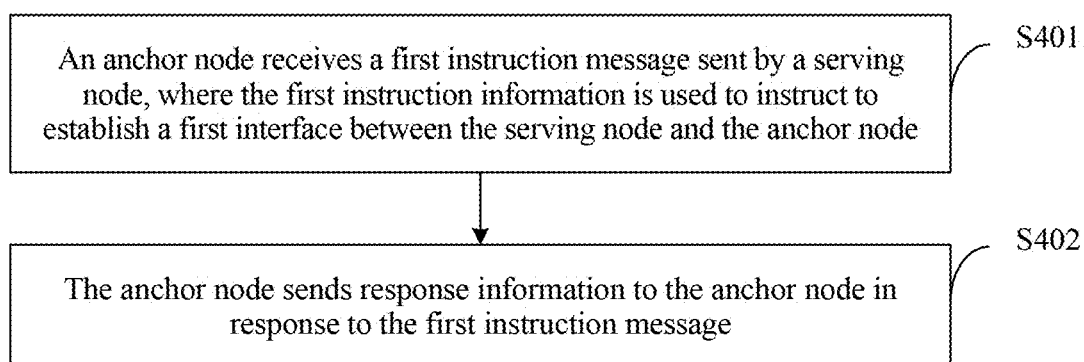 An anchor node receives a first instruction message sent by a serving
node, where the first instruction information is used to instruct to
establish a first interface between the serving node and the anchor node
S401
The anchor node sends response information to the anchor node in
response to the first instruction message
S402